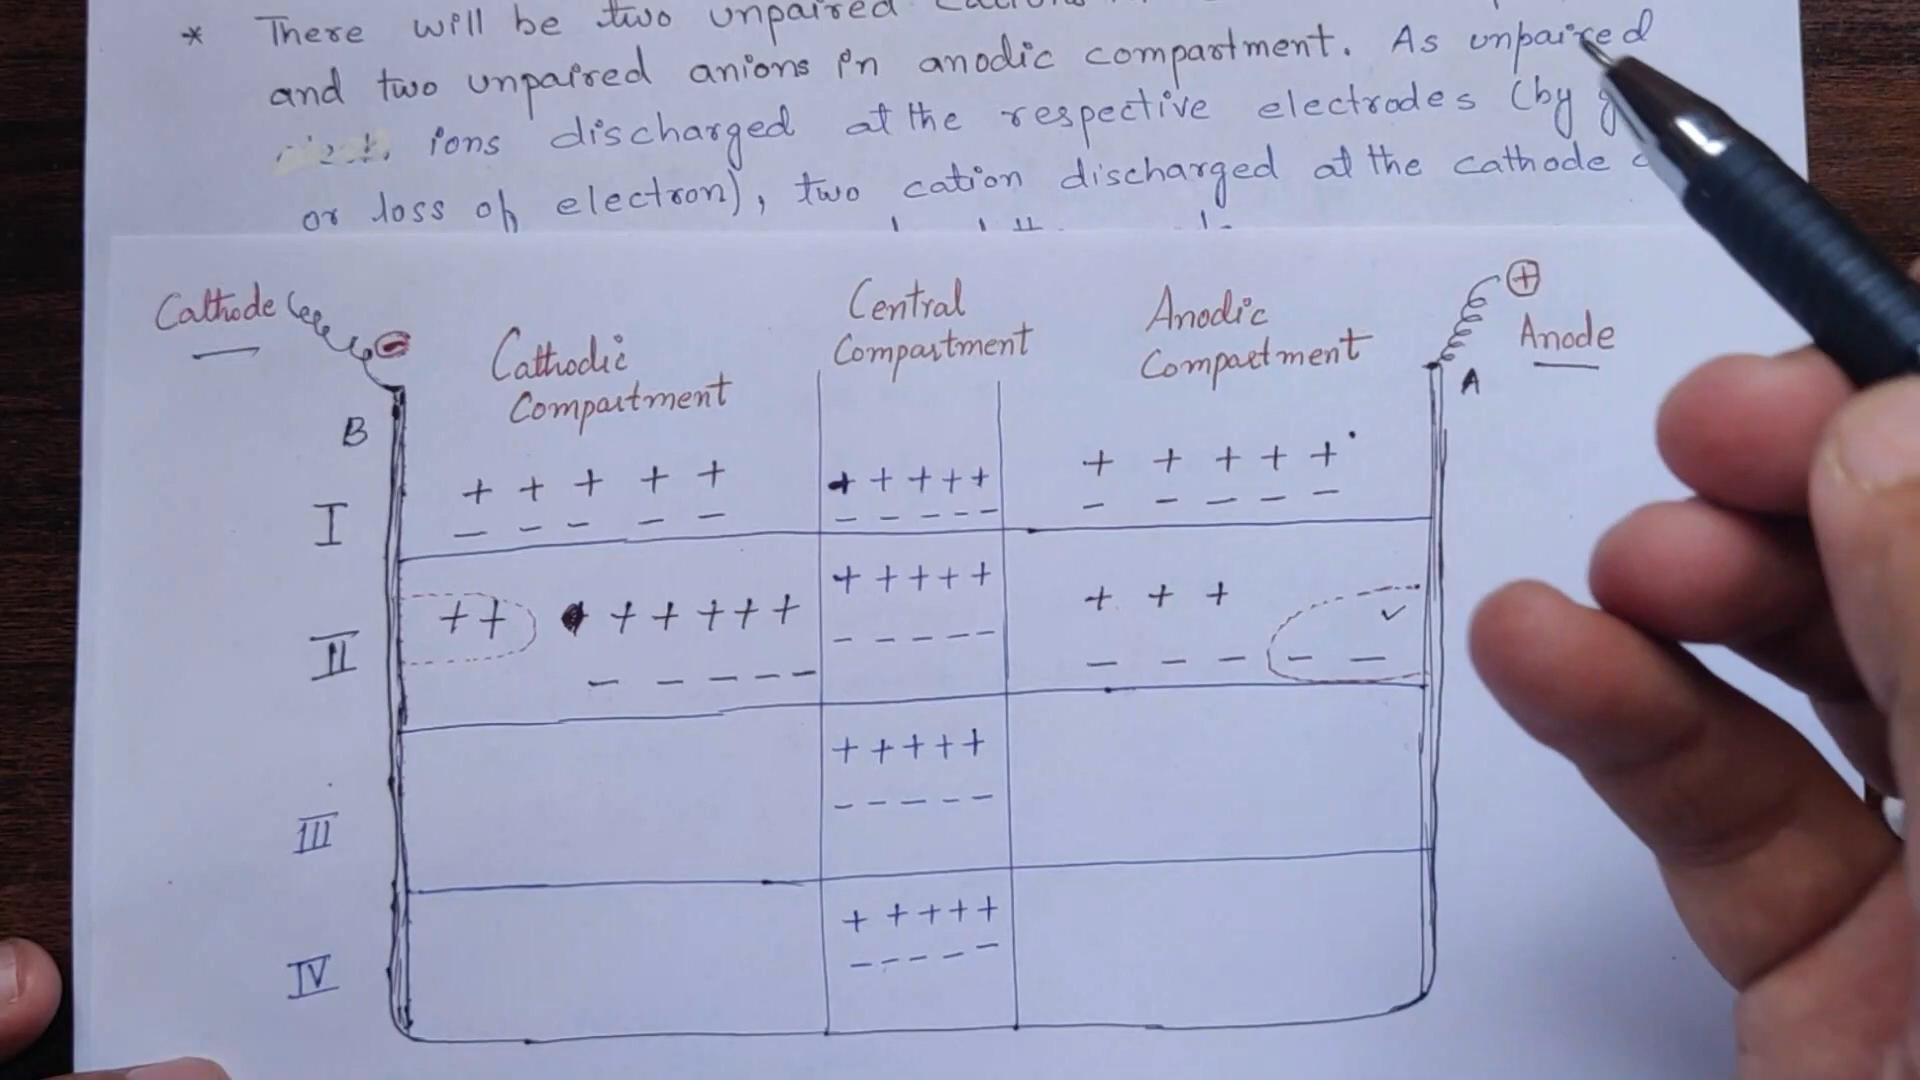 * There will be two unpaired cations
and two unpaired anions in anodic compartment. As unpaired
ions discharged at the respective electrodes (by
or loss of electron), two cation discharged at the cathode
Cathode
Central
Compartment
Anodic
Compartment
+
Anode
Cathodic
Compartment
A
B
I
+ + + + +
− − − − −
+ + + + +
− − − − −
+ + + + +
− − − − −
II
+ + + + + + +
− − − − −
+ + + + +
− − − − −
+ + +
− − − − −
III
+ + + + +
− − − − −
IV
+ + + + +
− − − − −